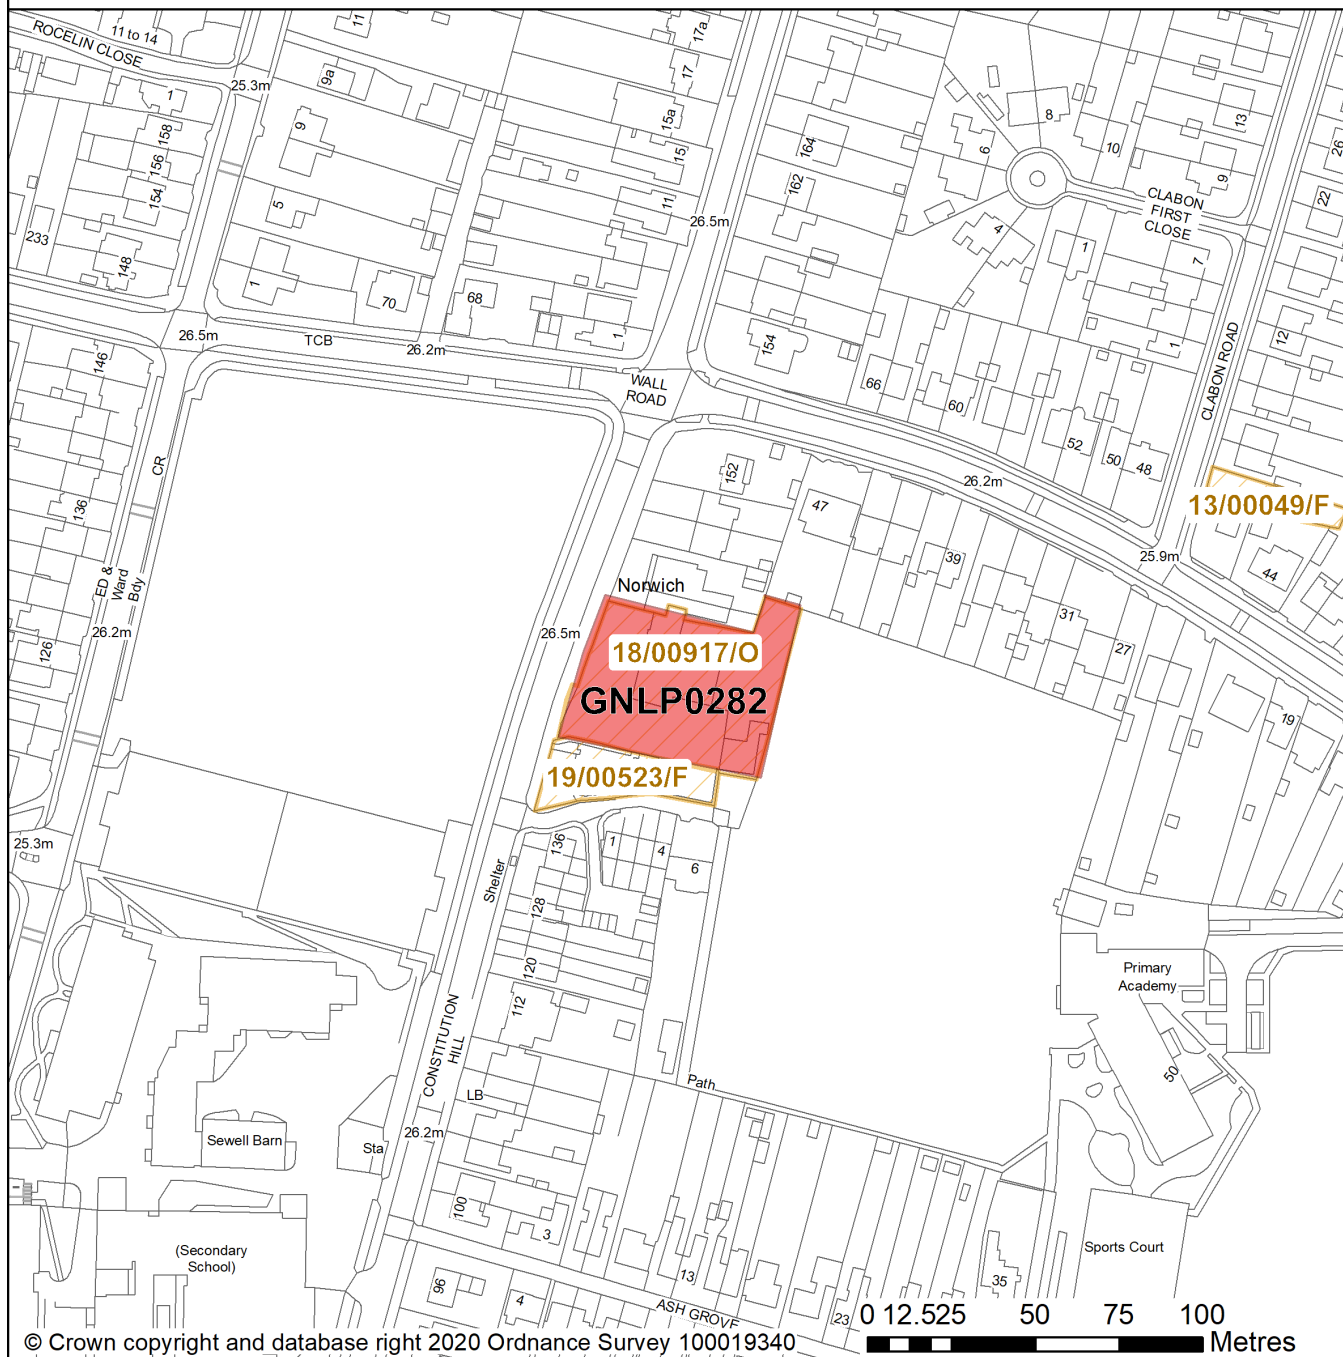 ROCELIN CLOSE
11 to 14
11
17a
25.3m
9a
17
1
158
9
15a
164
8
13
156
15
6
10
26
154
5
11
162
9
22
233
26.5m
CLABON
FIRST
CLOSE
148
4
1
7
1
70
68
1
154
1
12
26.5m
TCB
26.2m
CLABON ROAD
146
WALL
ROAD
66
60
52
50
48
CR
152
26.2m
13/00049/F
136
47
25.9m
39
44
ED &
Ward
Bdy
Norwich
31
26.2m
26.5m
27
126
18/00917/O
GNLP0282
19
19/00523/F
25.3m
136
1
4
6
Shelter
128
120
Primary
Academy
112
CONSTITUTION
HILL
50
Path
LB
26.2m
Sewell Barn
Sta
100
3
(Secondary
School)
Sports Court
13
35
96
4
ASH GROVE
23
0 12.525 50 75 100
Metres
© Crown copyright and database right 2020 Ordnance Survey 100019340